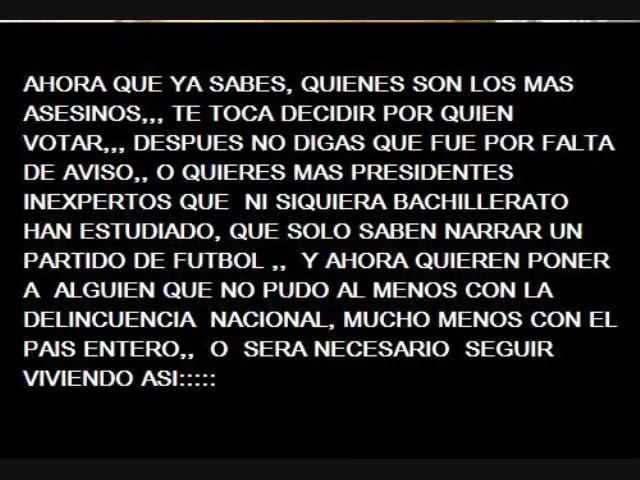 AHORA QUE YA SABES, QUIENES SON LOS MAS
ASESINOS,,, TE TOCA DECIDIR POR QUIEN
VOTAR,,, DESPUES NO DIGAS QUE FUE POR FALTA
DE AVISO,, O QUIERES MAS PRESIDENTES
INEXPERTOS QUE  NI SIQUIERA BACHILLERATO
HAN ESTUDIADO, QUE SOLO SABEN NARRAR UN
PARTIDO DE FUTBOL ,,  Y AHORA QUIEREN PONER
A  ALGUIEN QUE NO PUDO AL MENOS CON LA
DELINCUENCIA  NACIONAL, MUCHO MENOS CON EL
PAIS ENTERO,,  O  SERA NECESARIO  SEGUIR
VIVIENDO ASI:::::